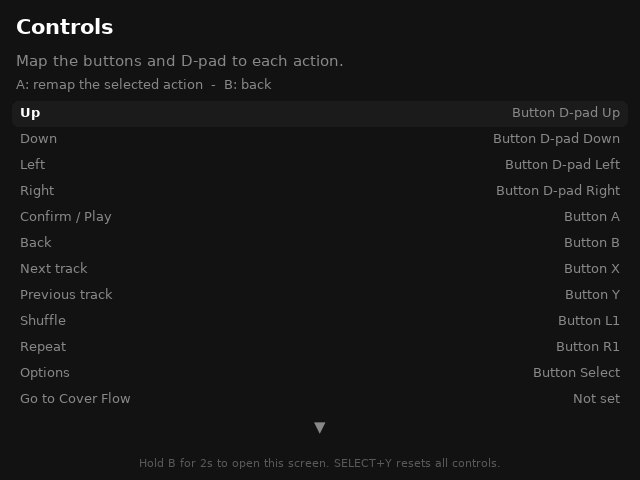 Controls
Map the buttons and D-pad to each action.
A: remap the selected action  -  B: back
Up Button D-pad Up
Down Button D-pad Down
Left Button D-pad Left
Right Button D-pad Right
Confirm / Play Button A
Back Button B
Next track Button X
Previous track Button Y
Shuffle Button L1
Repeat Button R1
Options Button Select
Go to Cover Flow Not set
▼
Hold B for 2s to open this screen. SELECT+Y resets all controls.